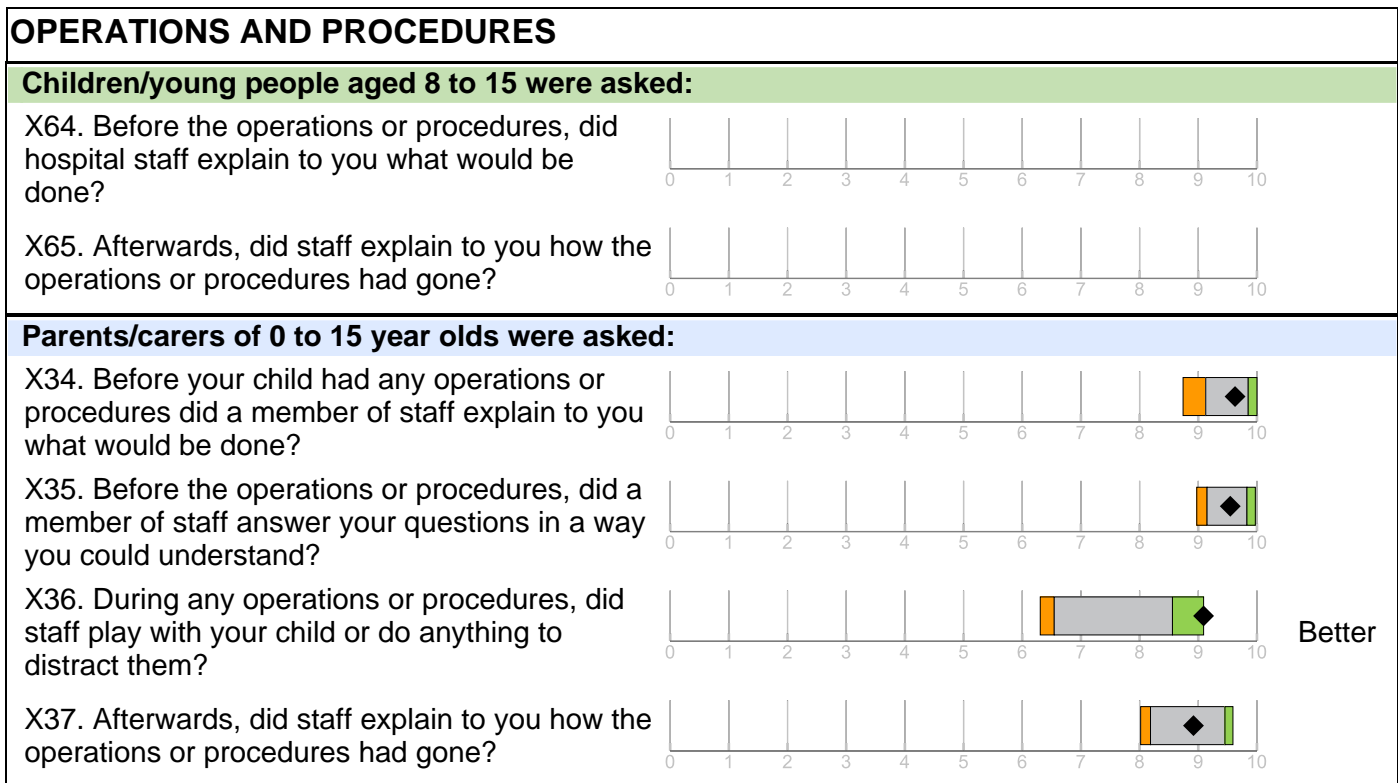 OPERATIONS AND PROCEDURES
Children/young people aged 8 to 15 were asked:
X64. Before the operations or procedures, did
hospital staff explain to you what would be
done?
0 1 2 3 4 5 6 7 8 9 10
X65. Afterwards, did staff explain to you how the
operations or procedures had gone?
0 1 2 3 4 5 6 7 8 9 10
Parents/carers of 0 to 15 year olds were asked:
X34. Before your child had any operations or
procedures did a member of staff explain to you
what would be done?
0 1 2 3 4 5 6 7 8 9 10
X35. Before the operations or procedures, did a
member of staff answer your questions in a way
you could understand?
0 1 2 3 4 5 6 7 8 9 10
X36. During any operations or procedures, did
staff play with your child or do anything to
distract them?
0 1 2 3 4 5 6 7 8 9 10
Better
X37. Afterwards, did staff explain to you how the
operations or procedures had gone?
0 1 2 3 4 5 6 7 8 9 10